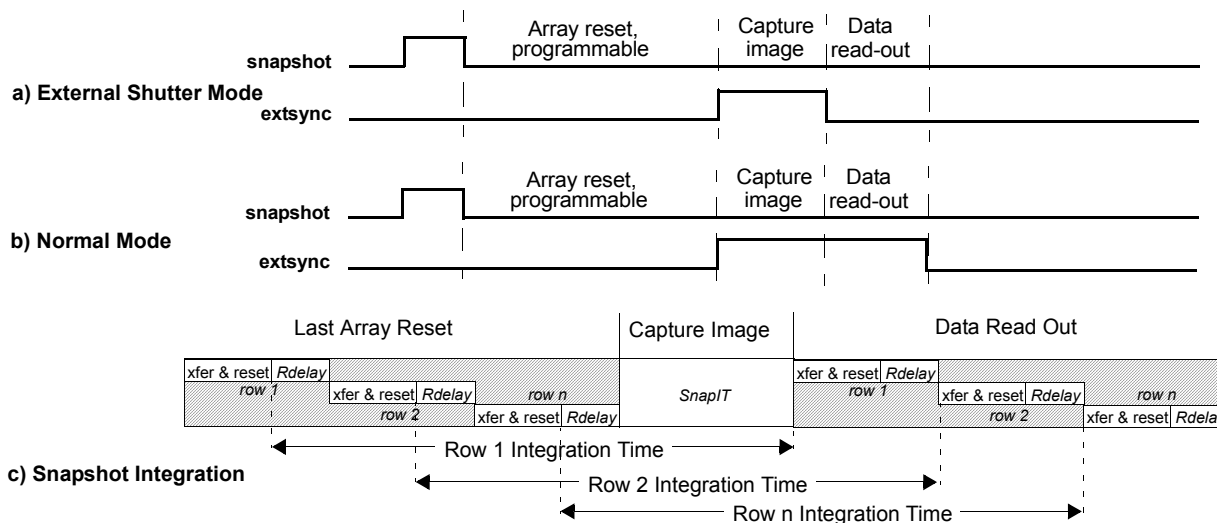 Array reset, programmable
Capture image
Data read-out
snapshot
a) External Shutter Mode
extsync
Array reset, programmable
Capture image
Data read-out
snapshot
b) Normal Mode
extsync
Last Array Reset
Capture Image
Data Read Out
xfer & reset Rdelay
row 1
xfer & reset Rdelay
row 2
row n
xfer & reset Rdelay
SnapIT
xfer & reset Rdelay
row 1
xfer & reset Rdelay
row 2
row n
xfer & reset Rdelay
Row 1 Integration Time
c) Snapshot Integration
Row 2 Integration Time
Row n Integration Time